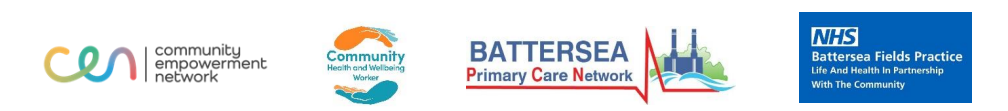 cen
community
empowerment
network
Community
Health and Wellbeing
Worker
BATTERSEA
Primary Care Network
NHS
Battersea Fields Practice
Life And Health In Partnership
With The Community